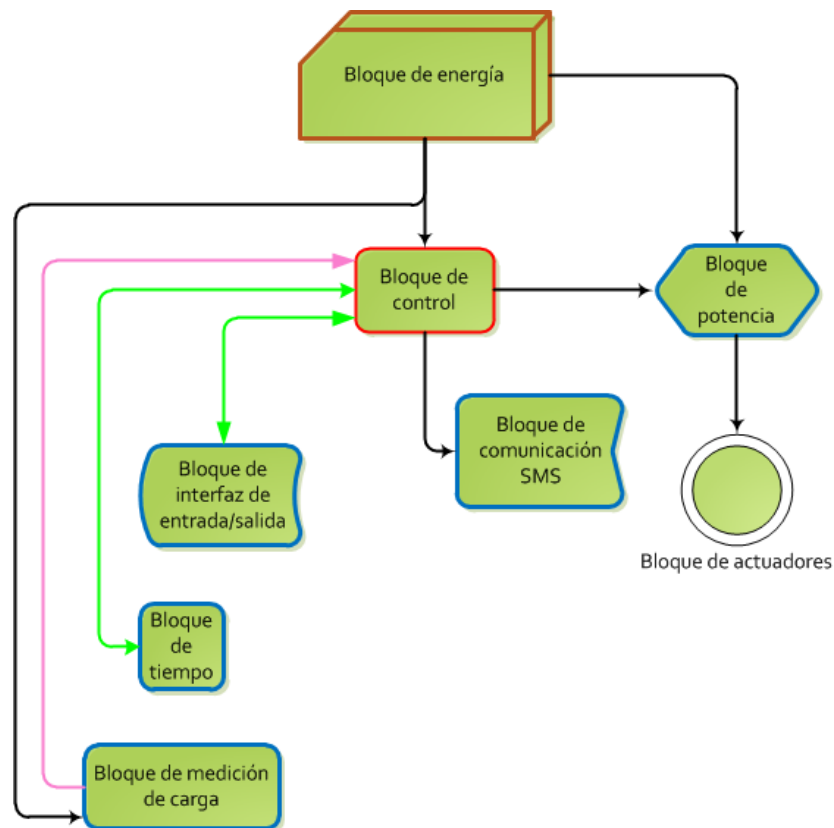 Bloque de energía
Bloque de
control
Bloque
de
potencia
Bloque de
comunicación
SMS
Bloque de
interfaz de
entrada/salida
Bloque de actuadores
Bloque
de
tiempo
Bloque de medición
de carga